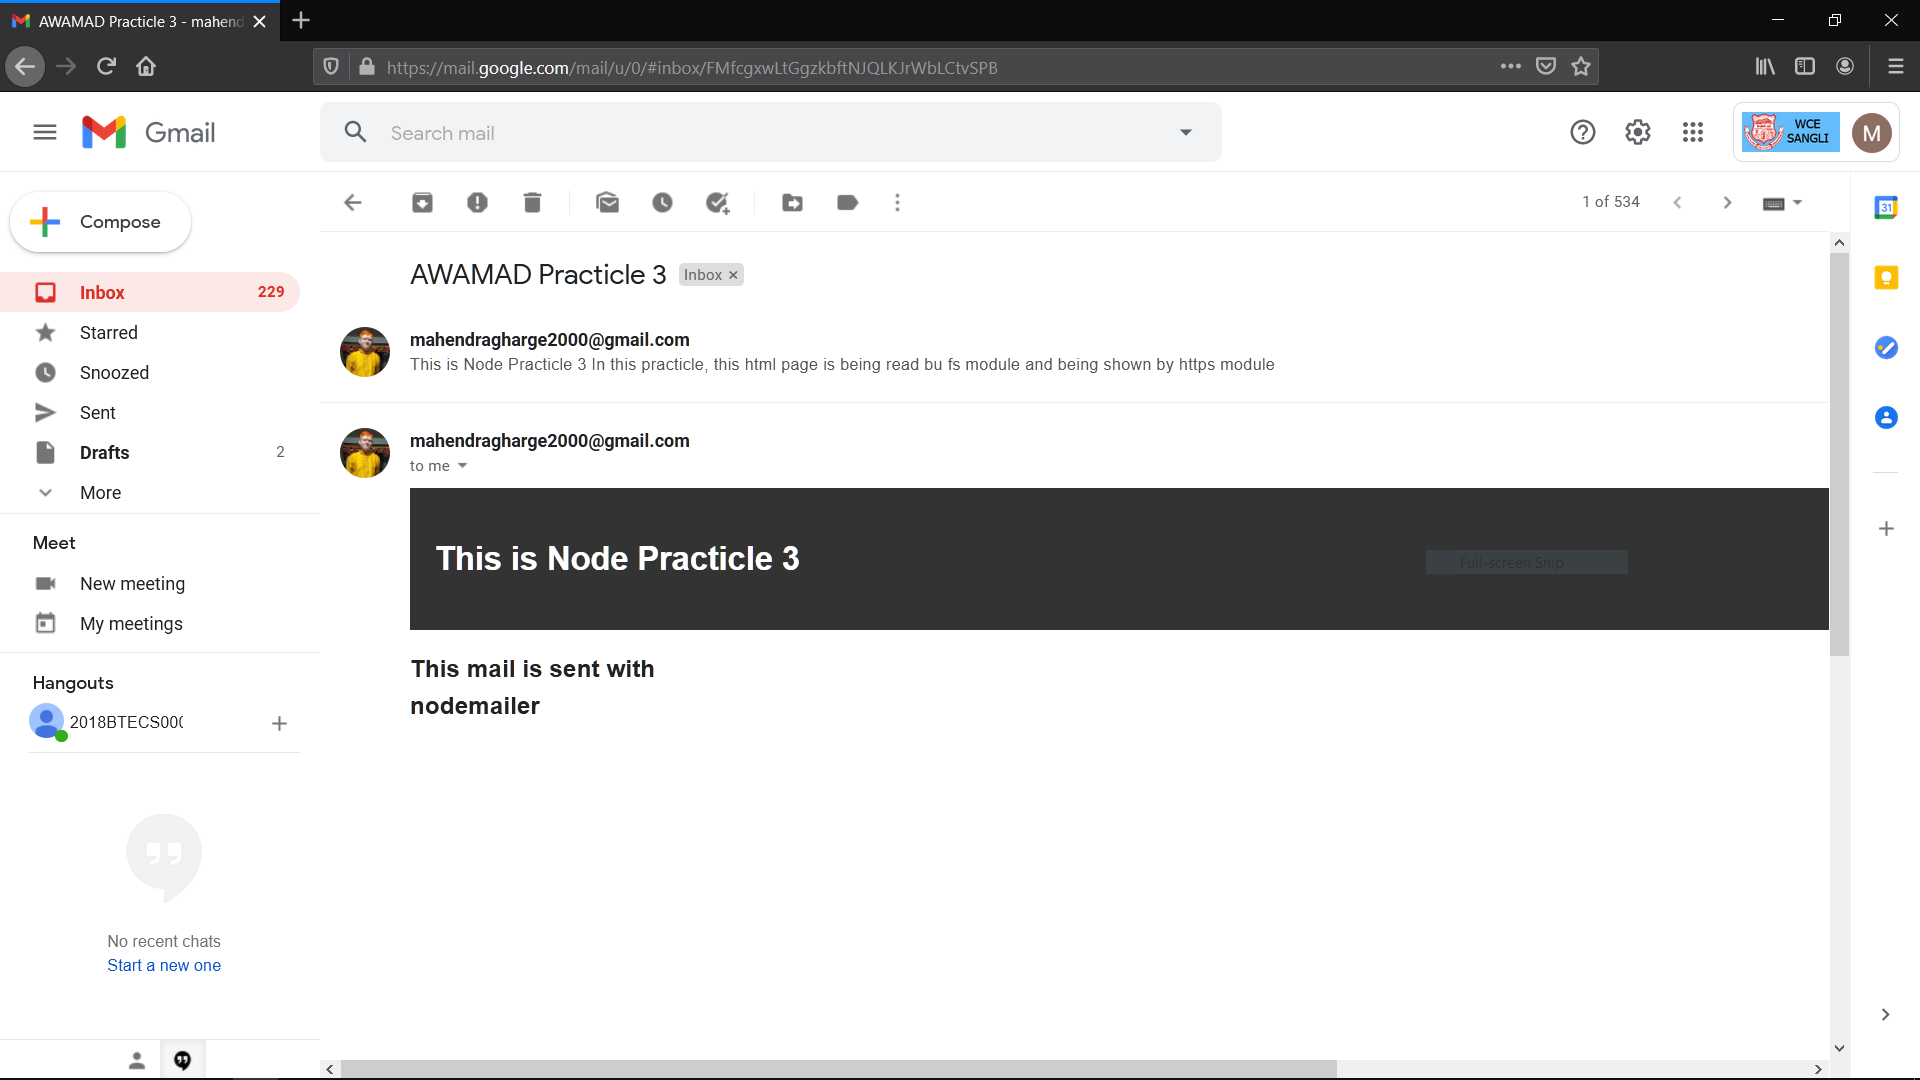 AWAMAD Practicle 3 - mahend
https://mail.google.com/mail/u/0/#inbox/FMfcgxwLtGgzkbftNJQLKJrWbLCtvSPB
Gmail
Search mail
WCE
SANGLI
M
Compose
1 of 534
31
Inbox 229
Starred
Snoozed
Sent
Drafts 2
More
Meet
New meeting
My meetings
Hangouts
2018BTECS000
No recent chats
Start a new one
AWAMAD Practicle 3 Inbox x
mahendragharge2000@gmail.com
This is Node Practicle 3 In this practicle, this html page is being read bu fs module and being shown by https module
mahendragharge2000@gmail.com
to me
This is Node Practicle 3
Full-screen Snip
This mail is sent with
nodemailer